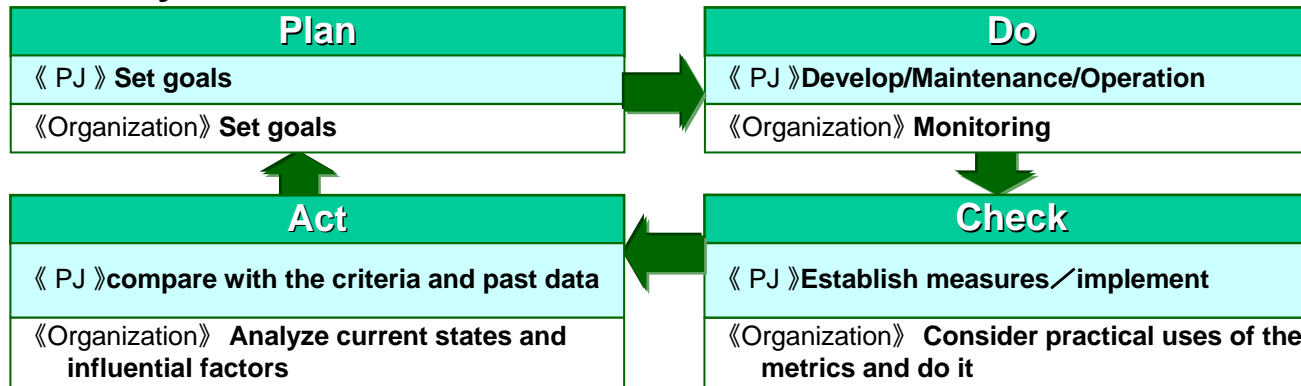 Plan
《 PJ 》 Set goals
《Organization》 Set goals
Do
《 PJ 》Develop/Maintenance/Operation
《Organization》 Monitoring
Act
《 PJ 》compare with the criteria and past data
《Organization》 Analyze current states and
influential factors
Check
《 PJ 》Establish measures／implement
《Organization》 Consider practical uses of the
metrics and do it